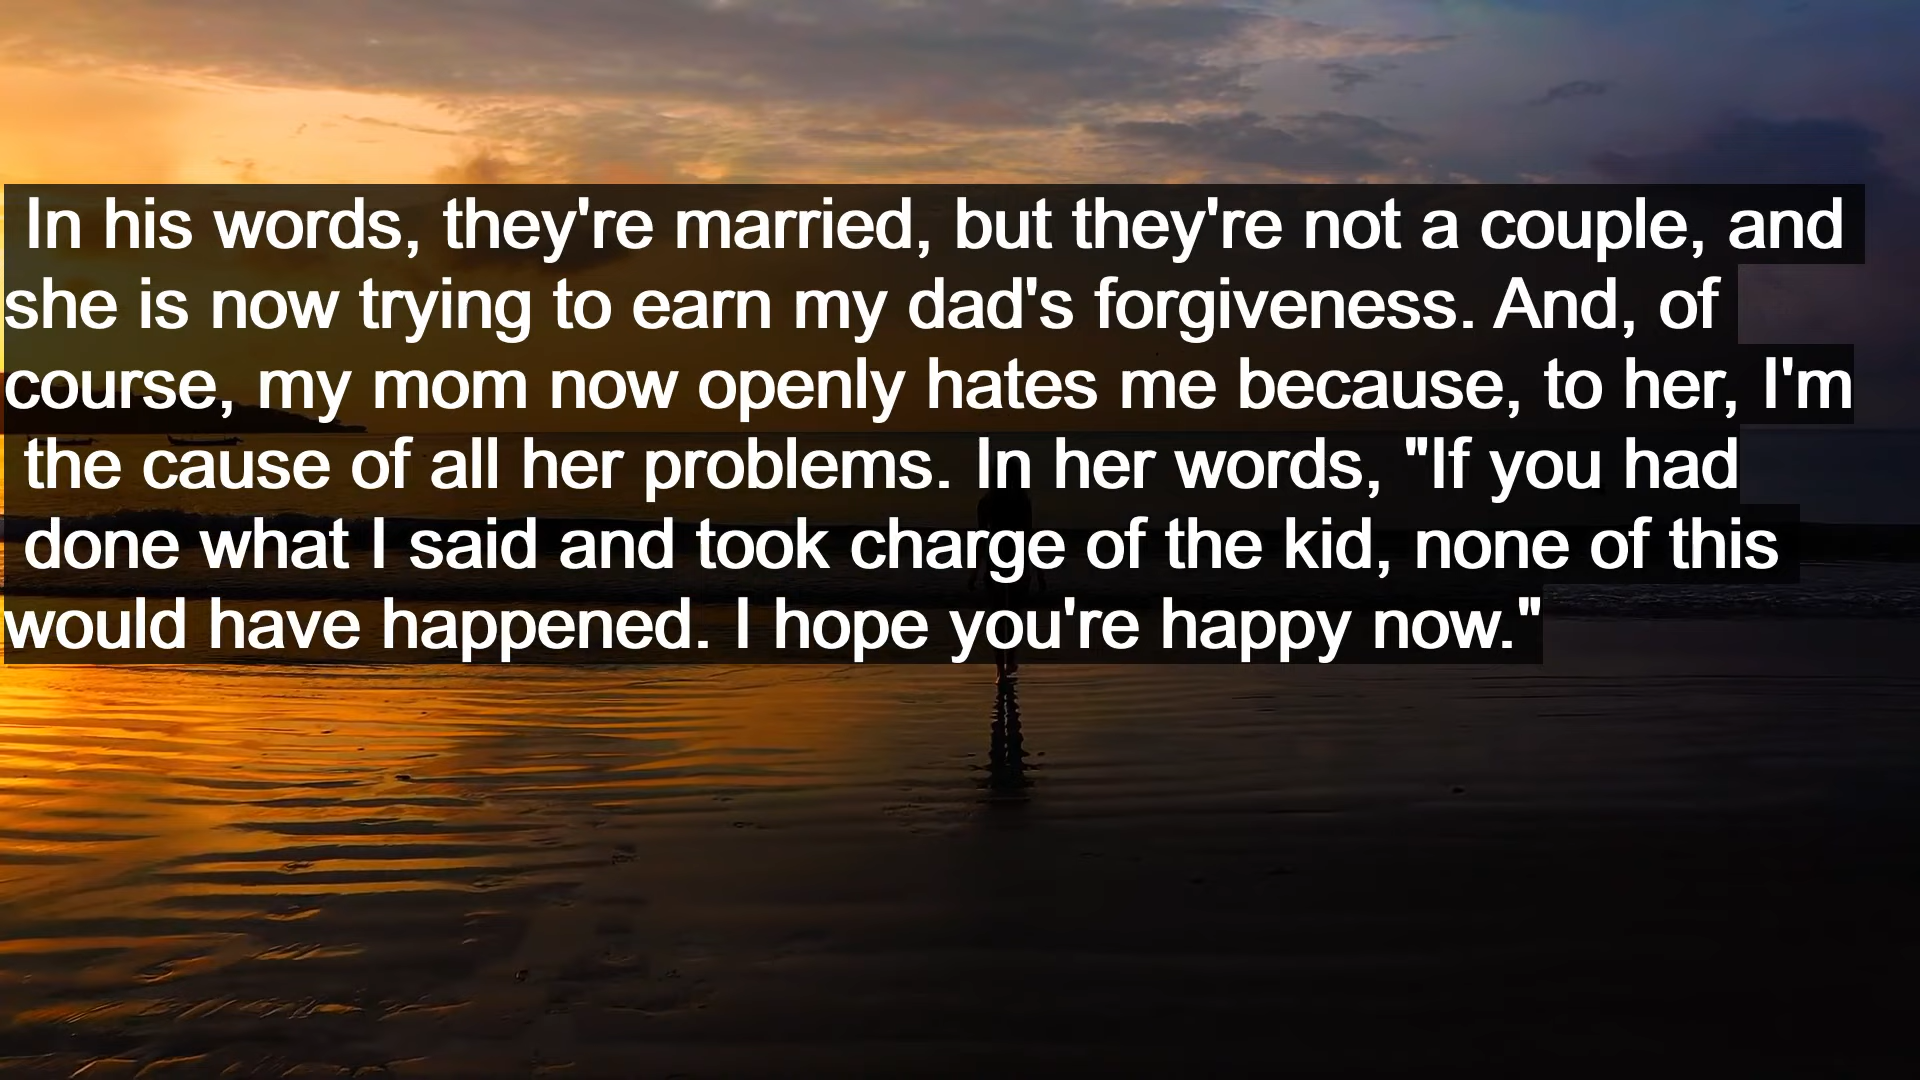 In his words, they're married, but they're not a couple, and
she is now trying to earn my dad's forgiveness. And, of
course, my mom now openly hates me because, to her, I'm
the cause of all her problems. In her words, "If you had
done what I said and took charge of the kid, none of this
would have happened. I hope you're happy now."